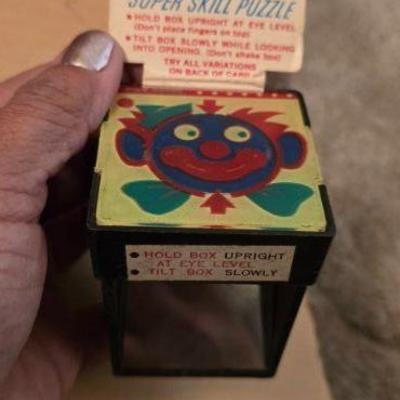 SUPER SKILL PUZZLE
• HOLD BOX UPRIGHT AT EYE LEVEL
(Don't place fingers on top)
• TILT BOX SLOWLY WHILE LOOKING
INTO OPENING. (Don't shake box)
TRY ALL VARIATIONS
ON BACK OF CARD
• HOLD BOX UPRIGHT
AT EYE LEVEL
• TILT BOX SLOWLY